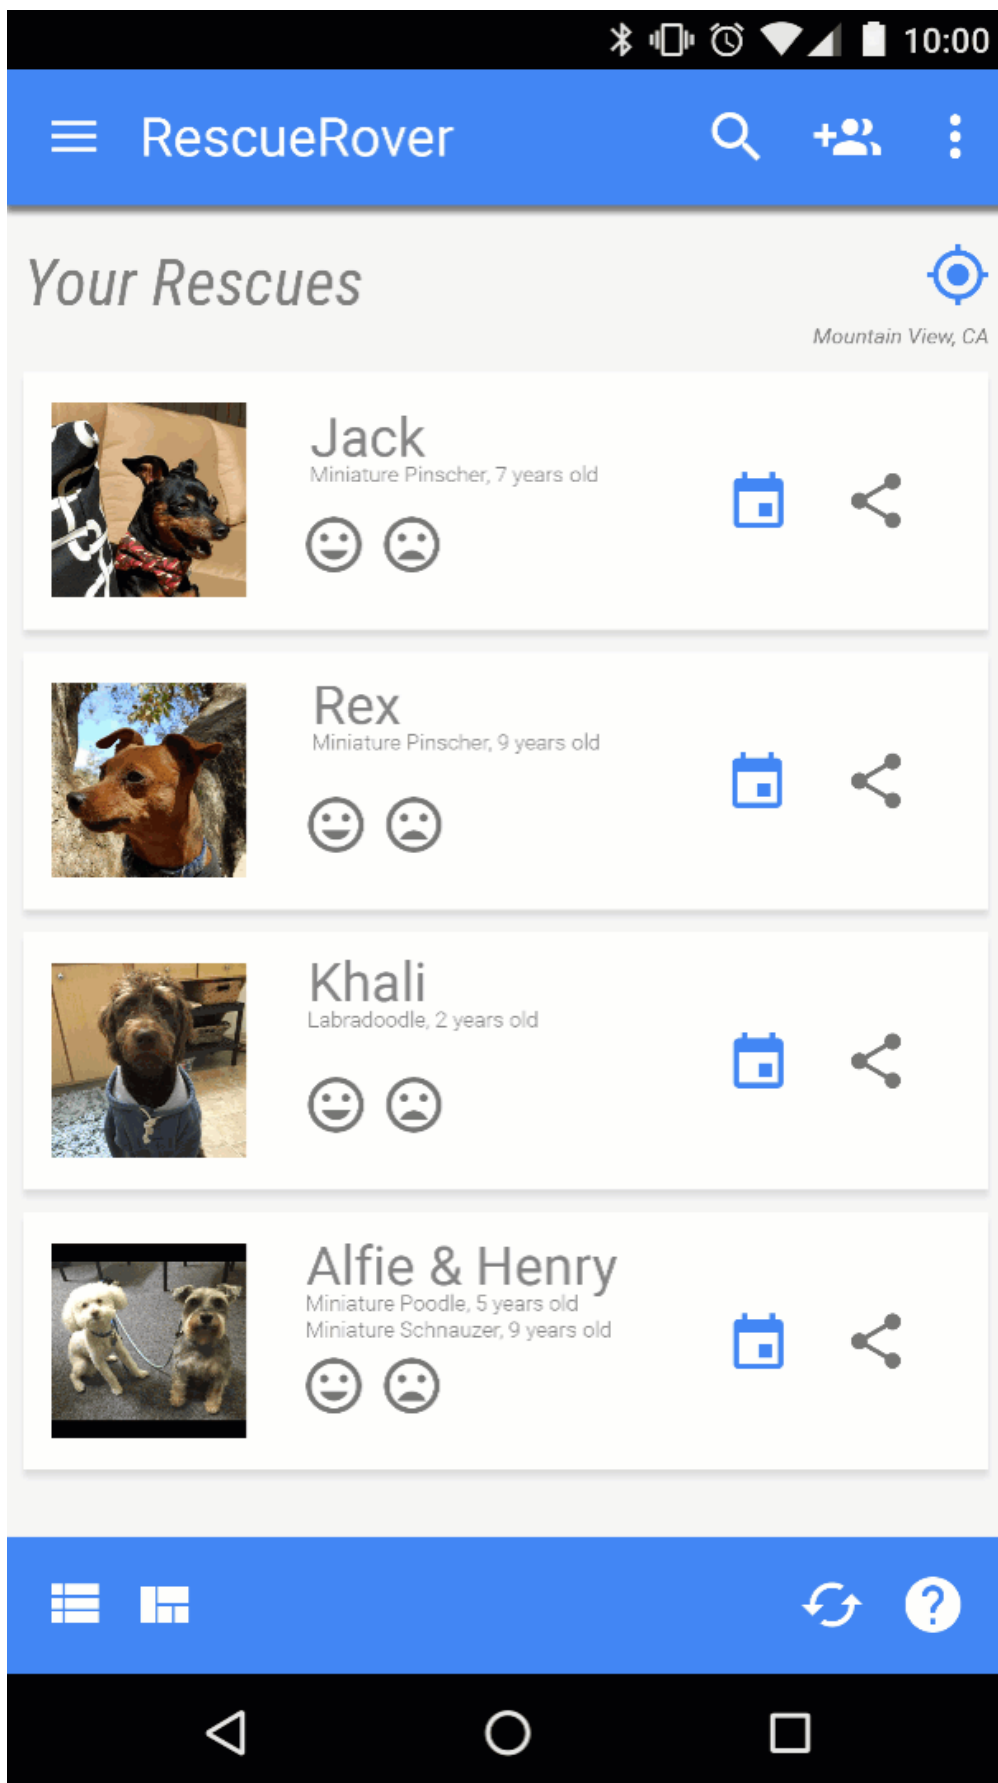 10:00
RescueRover
Your Rescues
Mountain View, CA
Jack
Miniature Pinscher, 7 years old
Rex
Miniature Pinscher, 9 years old
Khali
Labradoodle, 2 years old
Alfie & Henry
Miniature Poodle, 5 years old
Miniature Schnauzer, 9 years old